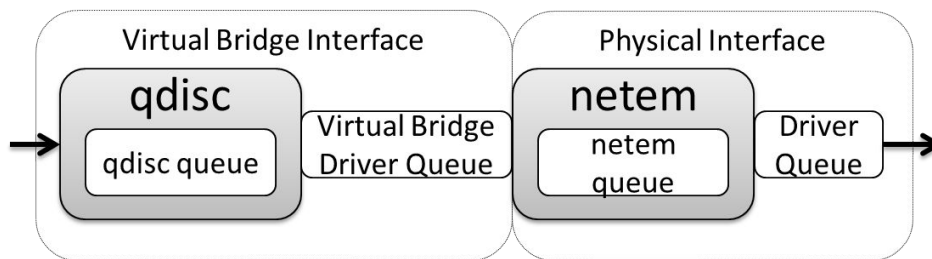 Virtual Bridge Interface
Physical Interface
qdisc
qdisc queue
Virtual Bridge
Driver Queue
netem
netem
queue
Driver
Queue